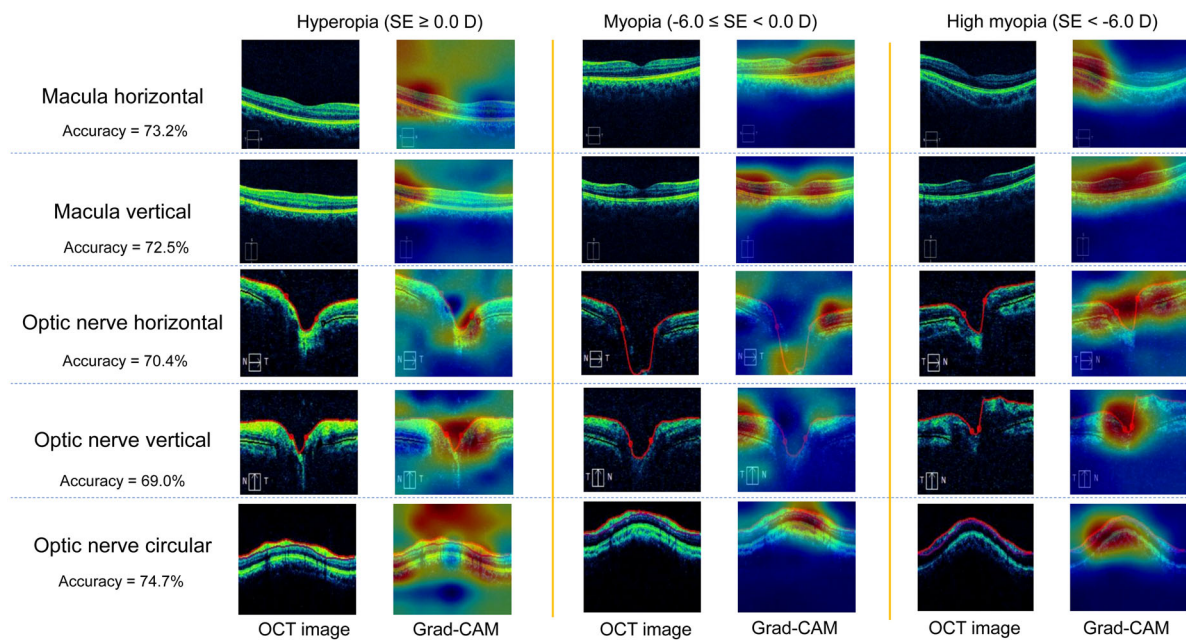 Hyperopia (SE ≥ 0.0 D)
Myopia (-6.0 ≤ SE < 0.0 D)
High myopia (SE < -6.0 D)
Macula horizontal
Accuracy = 73.2%
Macula vertical
Accuracy = 72.5%
Optic nerve horizontal
Accuracy = 70.4%
N T
N T
N T
N T
N T
N T
Optic nerve vertical
Accuracy = 69.0%
T N
T N
T N
T N
T N
T N
Optic nerve circular
Accuracy = 74.7%
OCT image
Grad-CAM
OCT image
Grad-CAM
OCT image
Grad-CAM